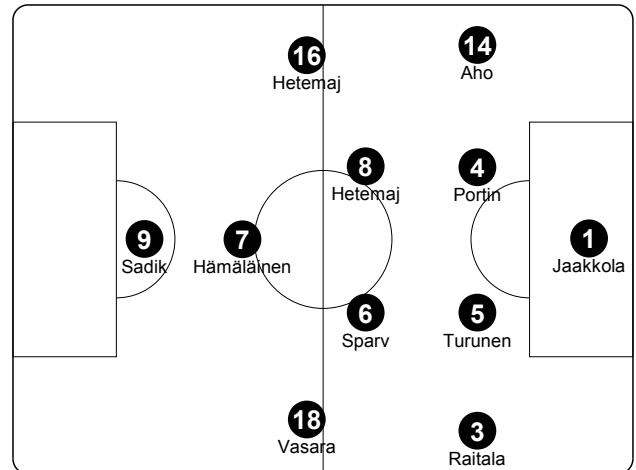 16
Hetemaj
14
Aho
8
Hetemaj
4
Portin
9
Sadik
7
Hämäläinen
1
Jaakkola
6
Sparv
5
Turunen
18
Vasara
3
Raitala